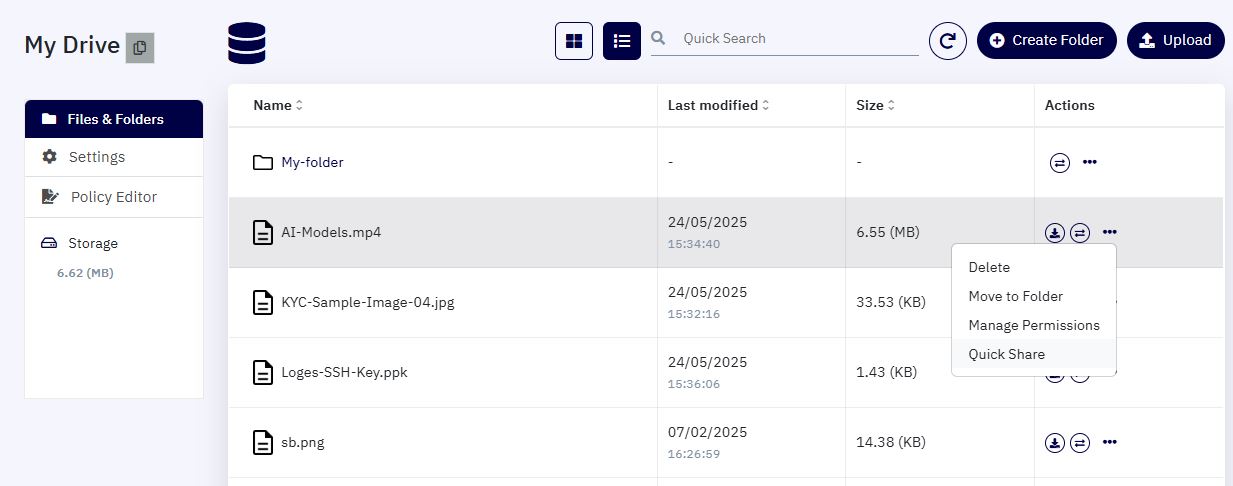 My Drive
Quick Search
Create Folder
Upload
Files & Folders
Settings
Policy Editor
Storage
6.62 (MB)
Name Last modified Size Actions
My-folder - -
AI-Models.mp4 24/05/2025 6.55 (MB)
15:34:40
Delete
Move to Folder
Manage Permissions
Quick Share
KYC-Sample-Image-04.jpg 24/05/2025 33.53 (KB)
15:32:16
Loges-SSH-Key.ppk 24/05/2025 1.43 (KB)
15:36:06
sb.png 07/02/2025 14.38 (KB)
16:26:59